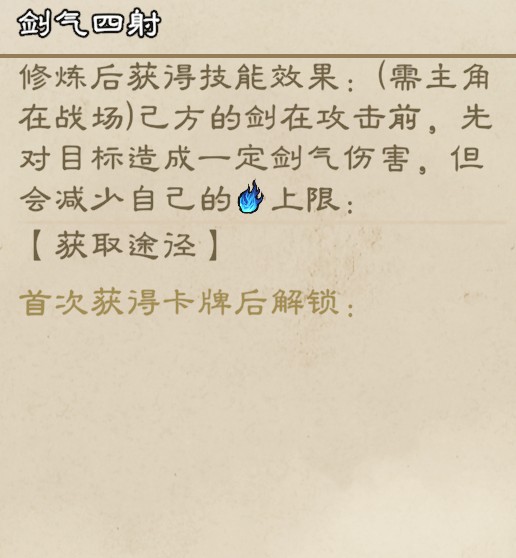 剑气四射
修炼后获得技能效果：(需主角
在战场)己方的剑在攻击前，先
对目标造成一定剑气伤害，但
会减少自己的上限：
【获取途径】
首次获得卡牌后解锁：